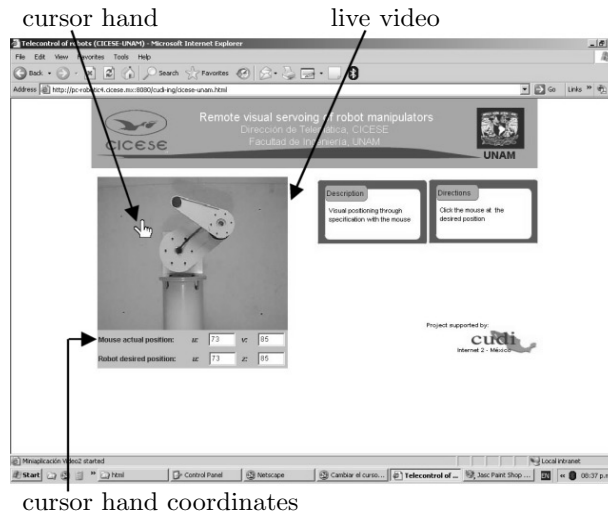 cursor hand
live video
Telecontrol of robots (CICESE-UNAM) - Microsoft Internet Explorer
File Edit View Favorites Tools Help
Back Search Favorites
Address http://pc-robotic4.cicese.mx:8080/cudi-ing/cicese-unam.html Go Links »
CICESE
Remote visual servoing of robot manipulators
Dirección de Telemática, CICESE
Facultad de Ingeniería, UNAM
UNAM
Description
Visual positioning through
specification with the mouse
Directions
Click the mouse at the
desired position
Mouse actual position: u: 73 v: 85
Robot desired position: x: 73 z: 85
Project supported by:
cudi
Internet 2 - México
Miniaplicación Video2 started Local intranet
Start » html Control Panel Netscape Cambiar el curso... Telecontrol of ... Jasc Paint Shop ... EN « 08:37 p.m.
cursor hand coordinates